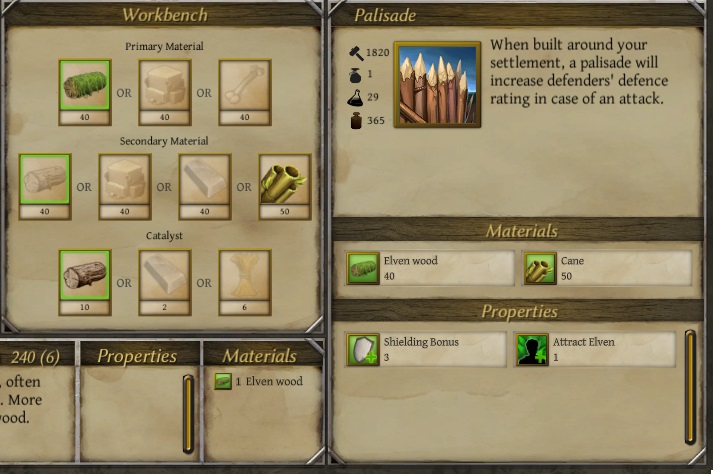 Workbench
Primary Material
OR
OR
40
40
40
Secondary Material
OR
OR
OR
40
40
40
50
Catalyst
OR
OR
10
2
6
240 (6)
, often
. More
wood.
Properties
Materials
1 Elven wood
Palisade
1820
1
29
365
When built around your
settlement, a palisade will
increase defenders' defence
rating in case of an attack.
Materials
Elven wood
40
Cane
50
Properties
Shielding Bonus
3
Attract Elven
1